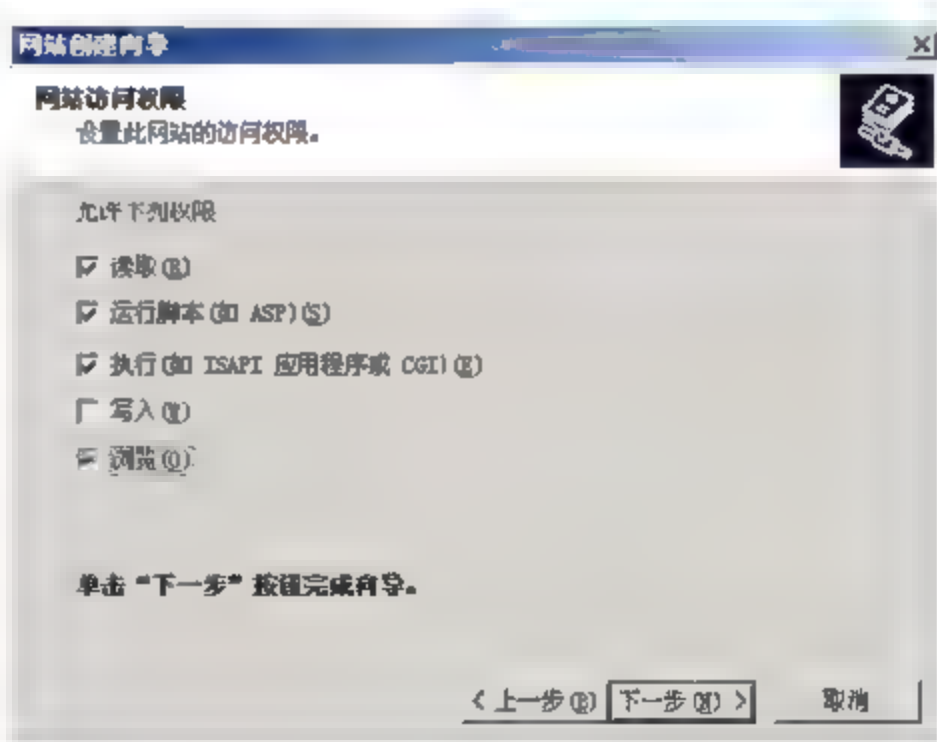 网站创建向导
网站访问权限
设置此网站的访问权限。
允许下列权限
读取(R)
运行脚本(如 ASP)(S)
执行(如 ISAPI 应用程序或 CGI)(E)
写入(W)
浏览(O)
单击“下一步”按钮完成向导。
< 上一步(B) 下一步(N) > 取消